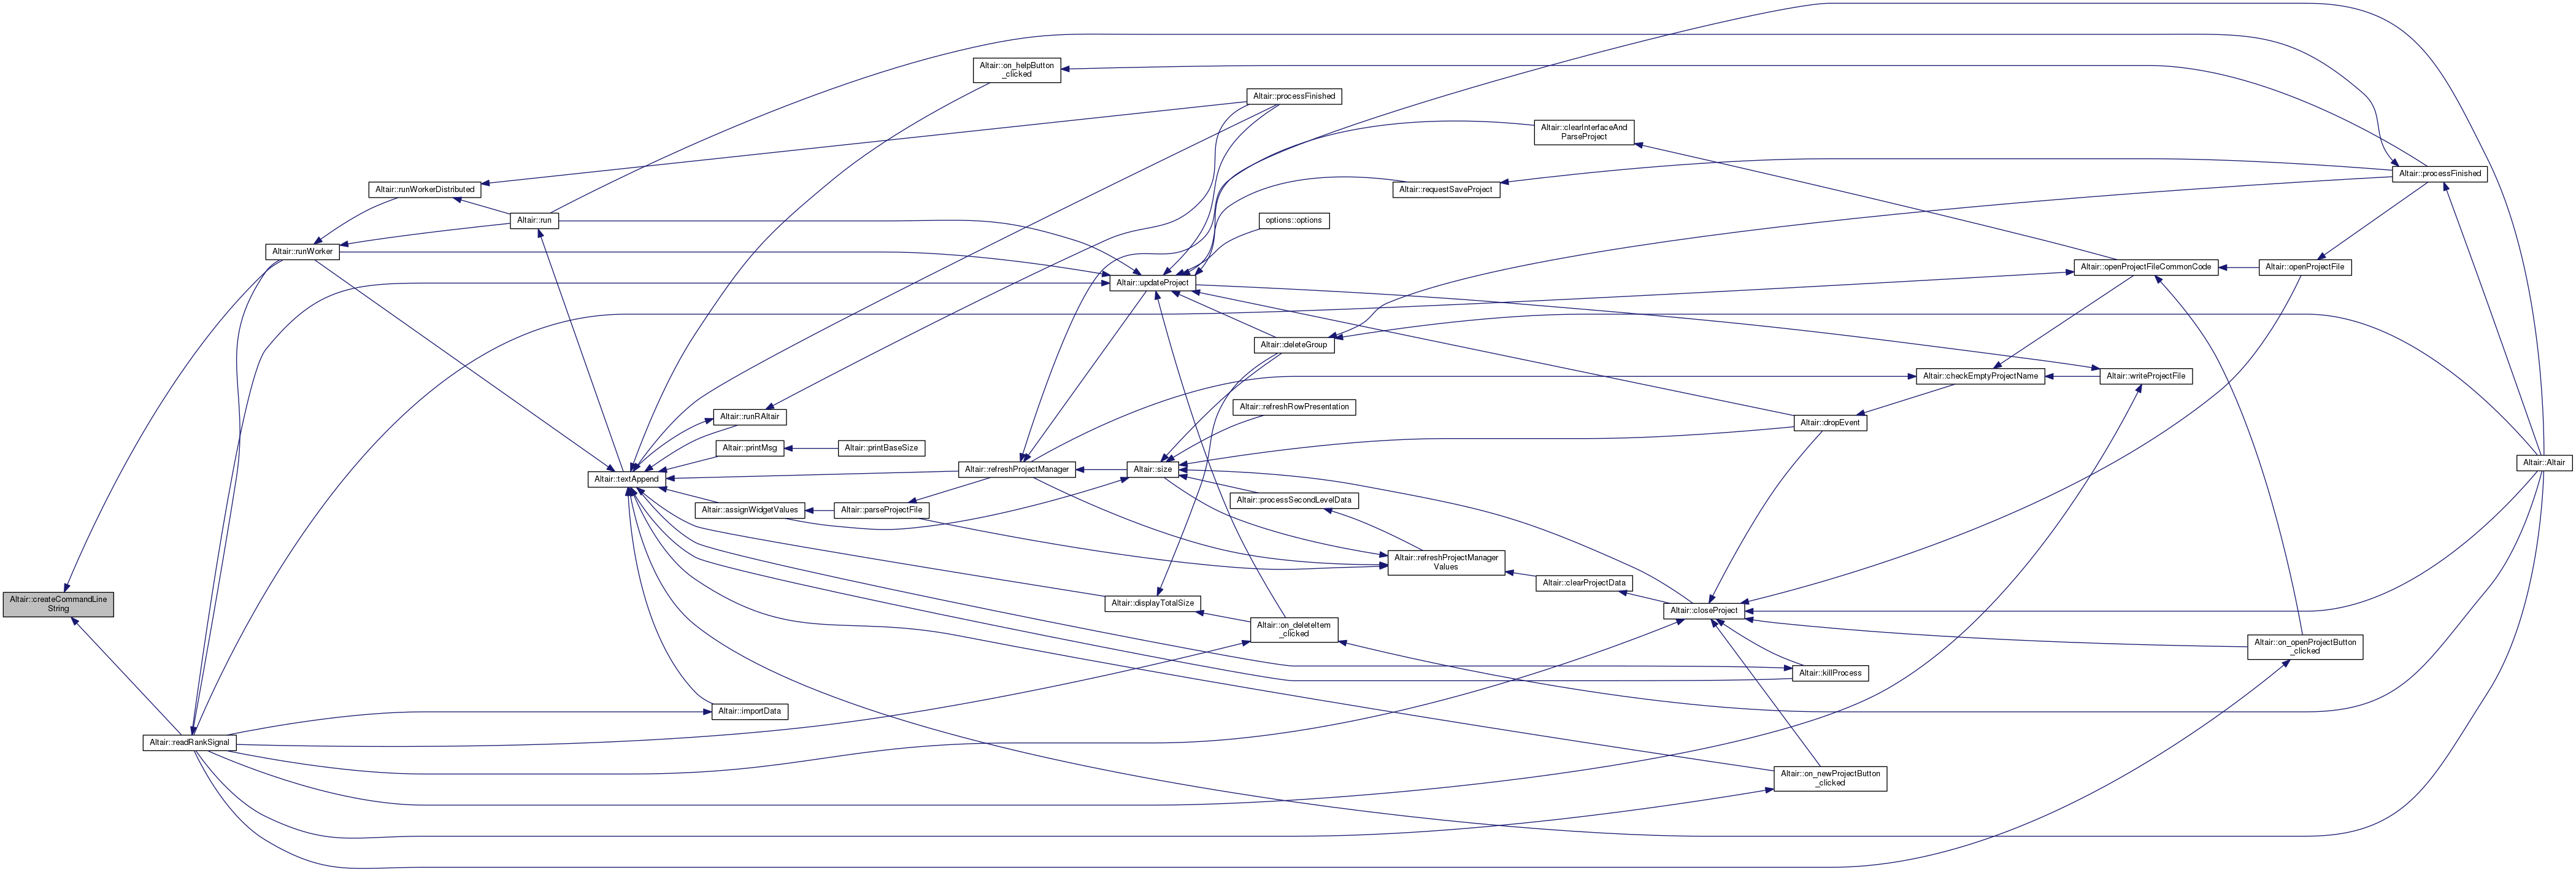 Altair::on_helpButton
_clicked
Altair::processFinished
Altair::clearInterfaceAnd
ParseProject
Altair::processFinished
Altair::runWorkerDistributed
Altair::requestSaveProject
Altair::run
options::options
Altair::runWorker
Altair::openProjectFileCommonCode
Altair::openProjectFile
Altair::updateProject
Altair::deleteGroup
Altair::checkEmptyProjectName
Altair::writeProjectFile
Altair::refreshRowPresentation
Altair::runRAltair
Altair::dropEvent
Altair::printMsg
Altair::printBaseSize
Altair::Altair
Altair::refreshProjectManager
Altair::size
Altair::textAppend
Altair::processSecondLevelData
Altair::assignWidgetValues
Altair::parseProjectFile
Altair::refreshProjectManager
Values
Altair::clearProjectData
Altair::createCommandLine
String
Altair::displayTotalSize
Altair::closeProject
Altair::on_deleteItem
_clicked
Altair::on_openProjectButton
_clicked
Altair::killProcess
Altair::importData
Altair::readRankSignal
Altair::on_newProjectButton
_clicked